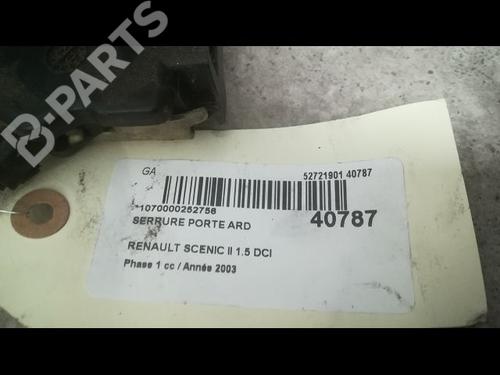 B-PARTS
GA
52721901 40787
*1070000252756
SERRURE PORTE ARD
40787
RENAULT SCENIC II 1.5 DCI
Phase 1 cc / Année 2003